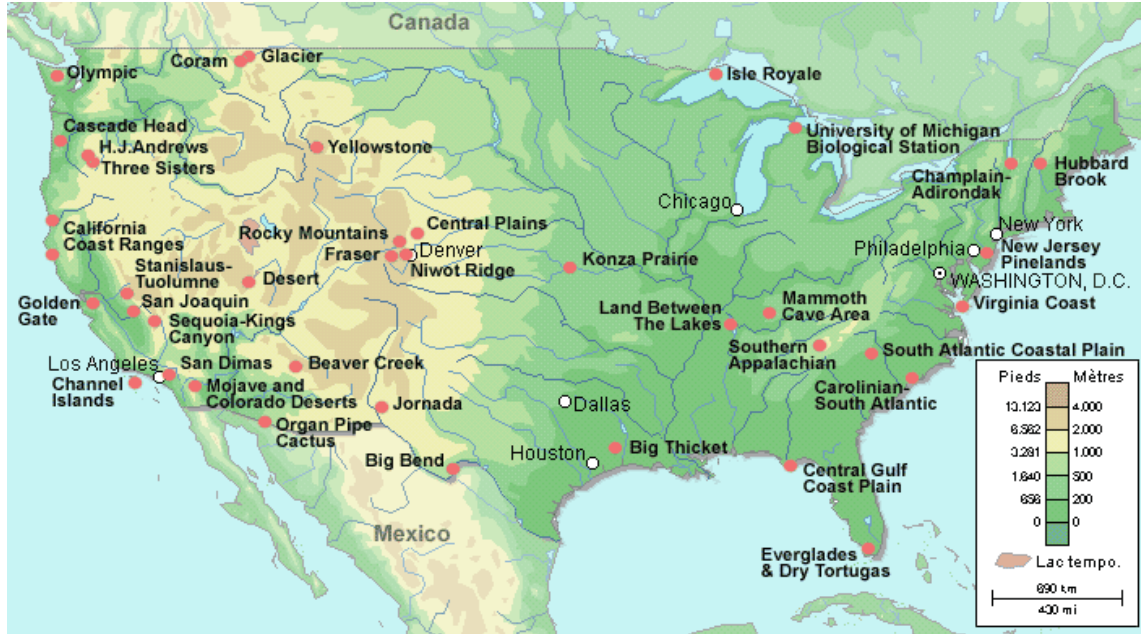 Canada
Coram
Glacier
Olympic
Isle Royale
Cascade Head
H.J.Andrews
Three Sisters
Yellowstone
University of Michigan
Biological Station
Champlain-
Adirondak
Hubbard
Brook
Chicago
California
Coast Ranges
Rocky Mountains
Central Plains
Fraser
Denver
Niwot Ridge
Konza Prairie
New York
Philadelphia
New Jersey
Pinelands
WASHINGTON, D.C.
Virginia Coast
Stanislaus-
Tuolumne
Desert
Golden
Gate
San Joaquin
Sequoia-Kings
Canyon
Land Between
The Lakes
Mammoth
Cave Area
Southern
Appalachian
South Atlantic Coastal Plain
Carolinian-
South Atlantic
Los Angeles
San Dimas
Beaver Creek
Channel
Islands
Mojave and
Colorado Deserts
Jornada
Organ Pipe
Cactus
Dallas
Big Bend
Houston
Big Thicket
Central Gulf
Coast Plain
Mexico
Everglades
& Dry Tortugas
Pieds Mètres
13.123 4.000
6.562 2.000
3.281 1.000
1.640 500
656 200
0 0
Lac tempo.
690 km
430 mi